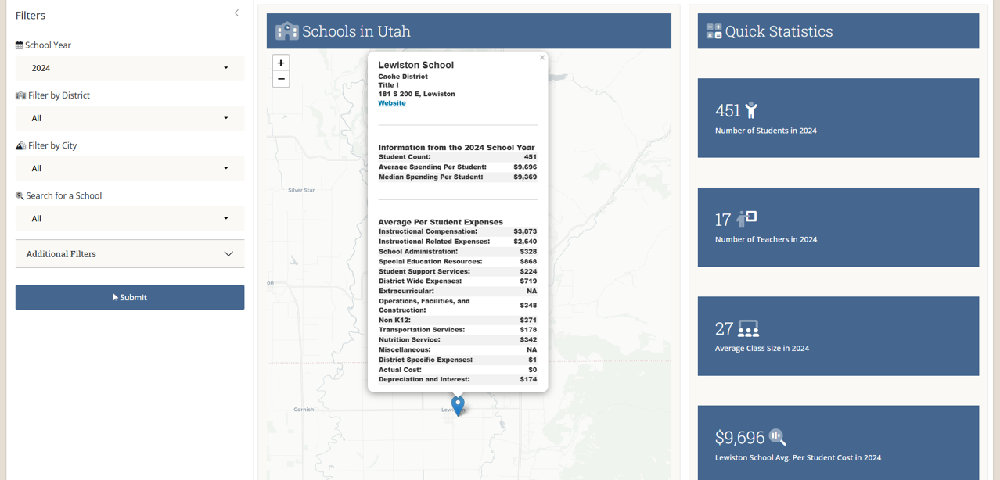 Filters
School Year
2024
Filter by District
All
Filter by City
All
Search for a School
All
Additional Filters
Submit
Schools in Utah
+
−
Lewiston School
Cache District
Title I
181 S 200 E, Lewiston
Website
Information from the 2024 School Year
Student Count: 451
Average Spending Per Student: $9,696
Median Spending Per Student: $9,369
Average Per Student Expenses
Instructional Compensation: $3,873
Instructional Related Expenses: $2,640
School Administration: $328
Special Education Resources: $868
Student Support Services: $224
District Wide Expenses: $719
Extracurricular: NA
Operations, Facilities, and
Construction: $348
Non K12: $371
Transportation Services: $178
Nutrition Service: $342
Miscellaneous: NA
District Specific Expenses: $1
Actual Cost: $0
Depreciation and Interest: $174
Silver Star
on
Cornish
Quick Statistics
451
Number of Students in 2024
17
Number of Teachers in 2024
27
Average Class Size in 2024
$9,696
Lewiston School Avg. Per Student Cost in 2024